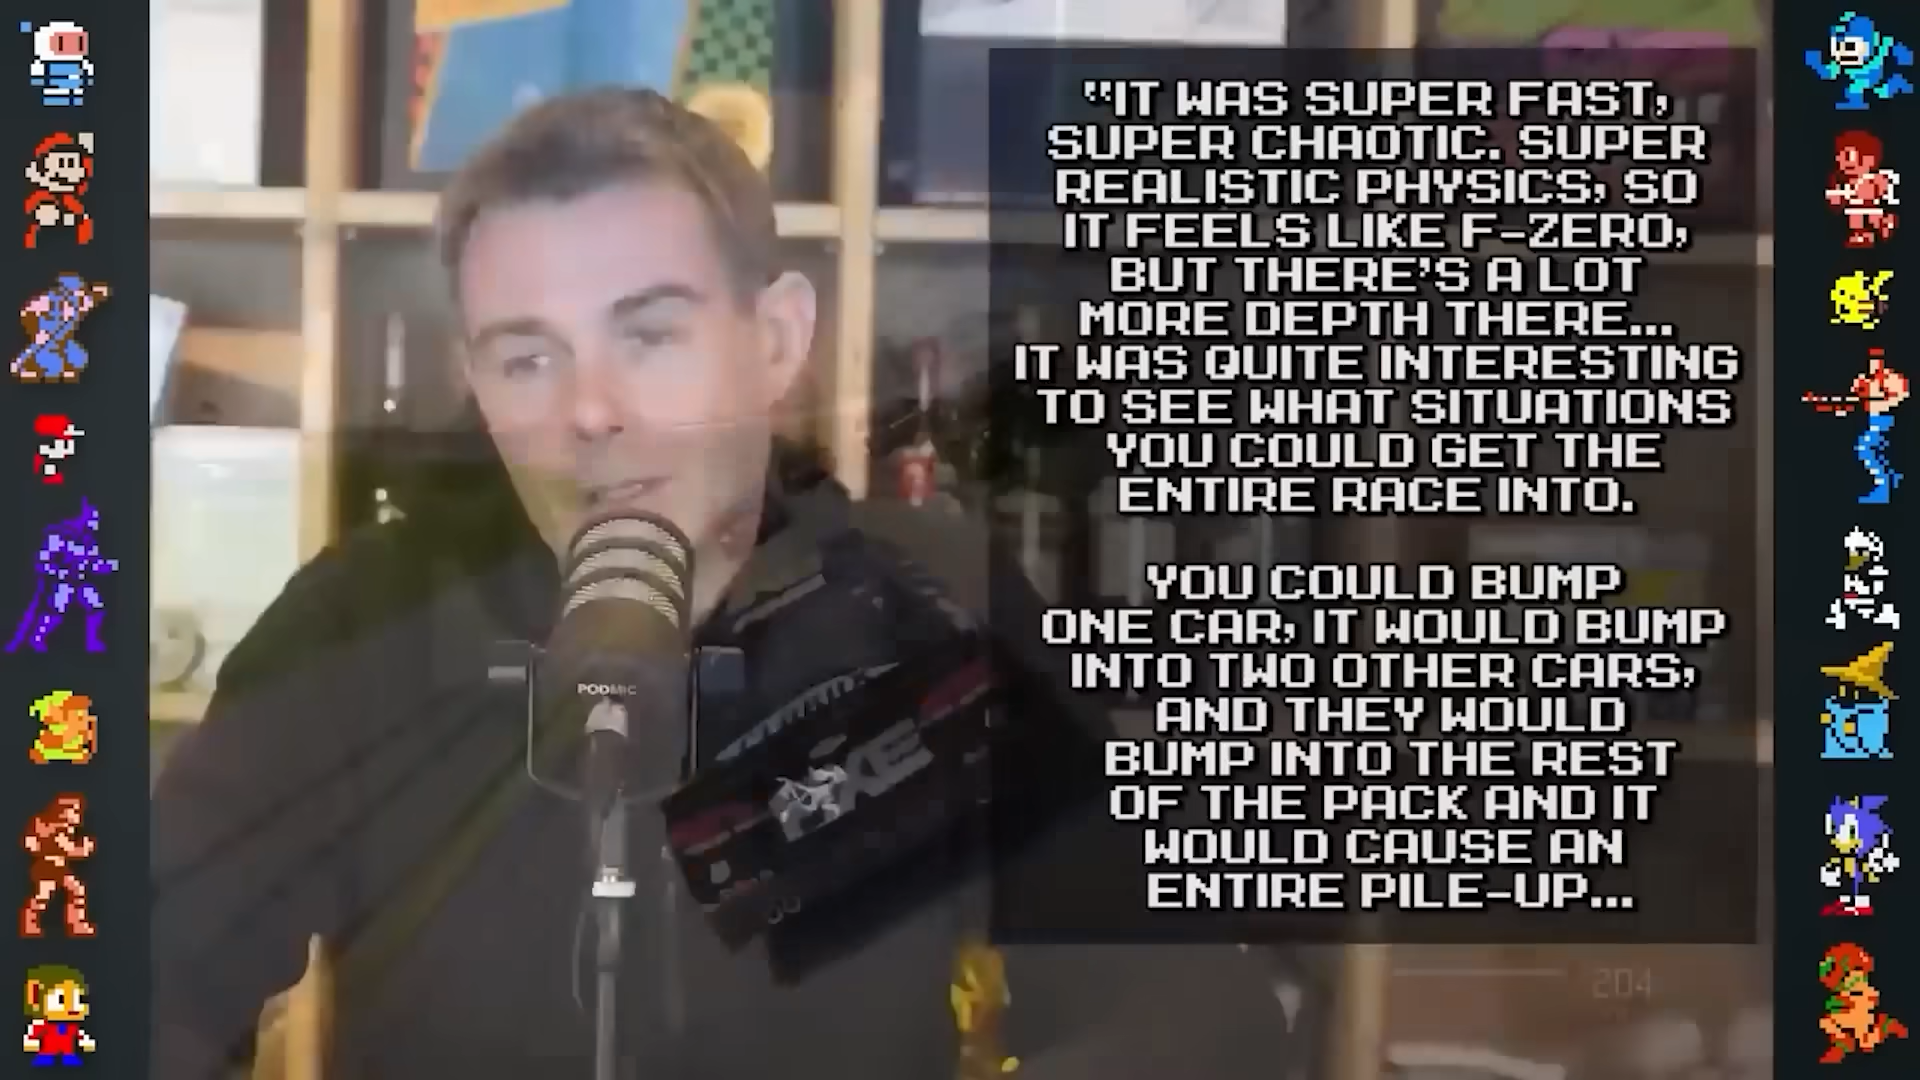 "IT WAS SUPER FAST,
SUPER CHAOTIC. SUPER
REALISTIC PHYSICS, SO
IT FEELS LIKE F-ZERO,
BUT THERE'S A LOT
MORE DEPTH THERE...
IT WAS QUITE INTERESTING
TO SEE WHAT SITUATIONS
YOU COULD GET THE
ENTIRE RACE INTO.
YOU COULD BUMP
ONE CAR, IT WOULD BUMP
INTO TWO OTHER CARS,
AND THEY WOULD
BUMP INTO THE REST
OF THE PACK AND IT
WOULD CAUSE AN
ENTIRE PILE-UP...
PODMIC
204